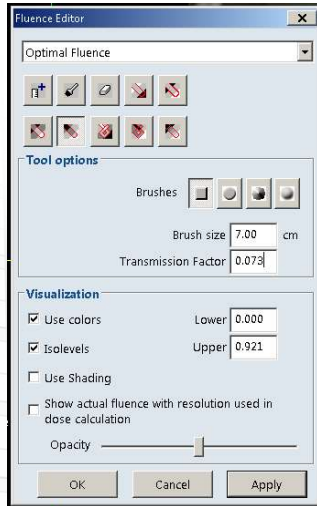 Fluence Editor
Optimal Fluence
Tool options
Brushes
Brush size 7.00 cm
Transmission Factor 0.073
Visualization
Use colors Lower 0.000
Isolevels Upper 0.921
Use Shading
Show actual fluence with resolution used in
dose calculation
Opacity
OK Cancel Apply